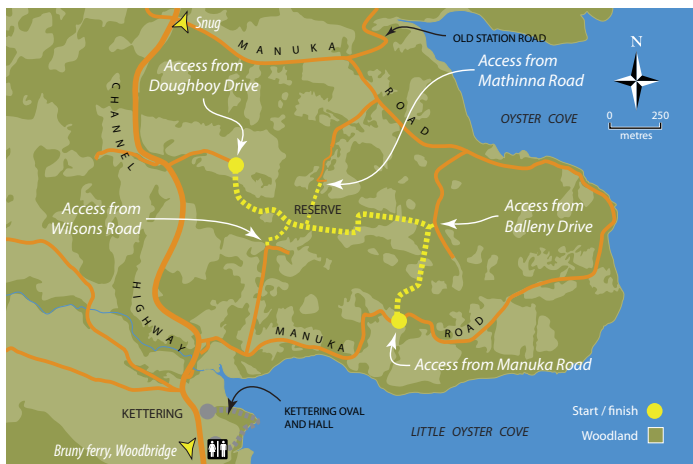 Snug
MANUKA
OLD STATION ROAD
Access from
Doughboy Drive
Access from
Mathinna Road
N
CHANNEL
ROAD
OYSTER COVE
0 250
metres
Access from
Wilsons Road
RESERVE
Access from
Balleny Drive
HIGHWAY
MANUKA
ROAD
Access from Manuka Road
KETTERING
KETTERING OVAL
AND HALL
Start / finish
LITTLE OYSTER COVE
Woodland
Bruny ferry, Woodbridge